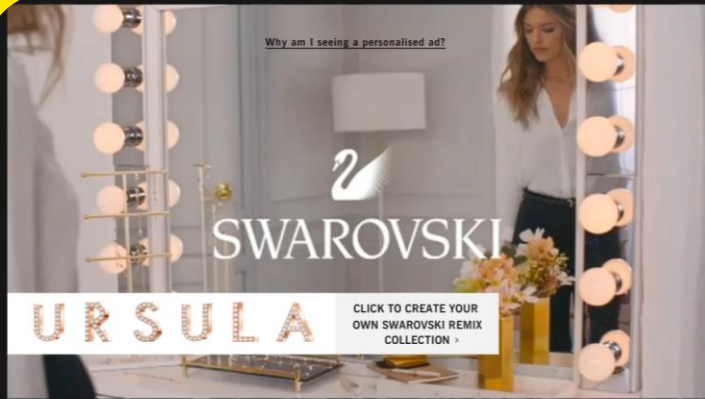 Why am I seeing a personalised ad?
SWAROVSKI
URSULA
CLICK TO CREATE YOUR
OWN SWAROVSKI REMIX
COLLECTION >